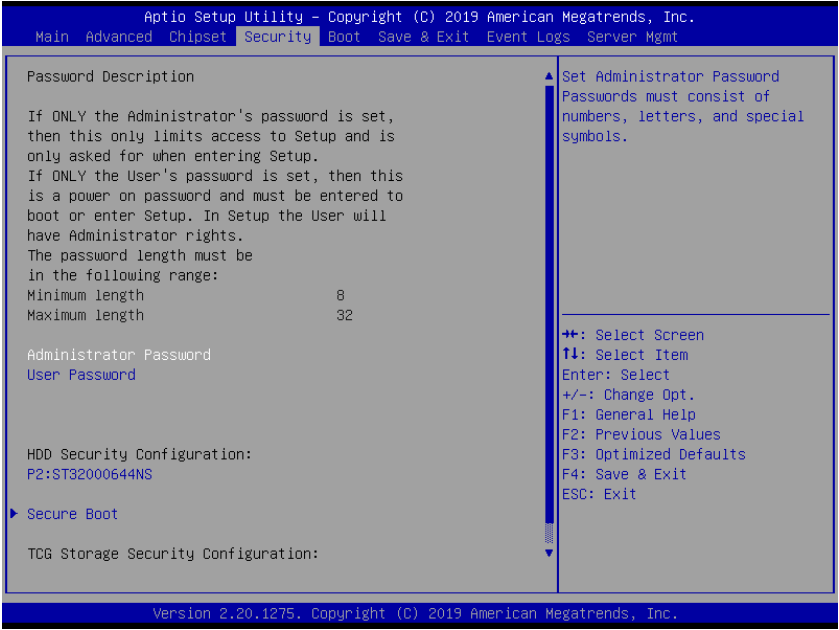 Aptio Setup Utility – Copyright (C) 2019 American Megatrends, Inc.
Main Advanced Chipset Security Boot Save & Exit Event Logs Server Mgmt
Password Description
If ONLY the Administrator's password is set,
then this only limits access to Setup and is
only asked for when entering Setup.
If ONLY the User's password is set, then this
is a power on password and must be entered to
boot or enter Setup. In Setup the User will
have Administrator rights.
The password length must be
in the following range:
Minimum length 8
Maximum length 32
Administrator Password
User Password
HDD Security Configuration:
P2:ST32000644NS
Secure Boot
TCG Storage Security Configuration:
Set Administrator Password
Passwords must consist of
numbers, letters, and special
symbols.
→←: Select Screen
↑↓: Select Item
Enter: Select
+/-: Change Opt.
F1: General Help
F2: Previous Values
F3: Optimized Defaults
F4: Save & Exit
ESC: Exit
Version 2.20.1275. Copyright (C) 2019 American Megatrends, Inc.